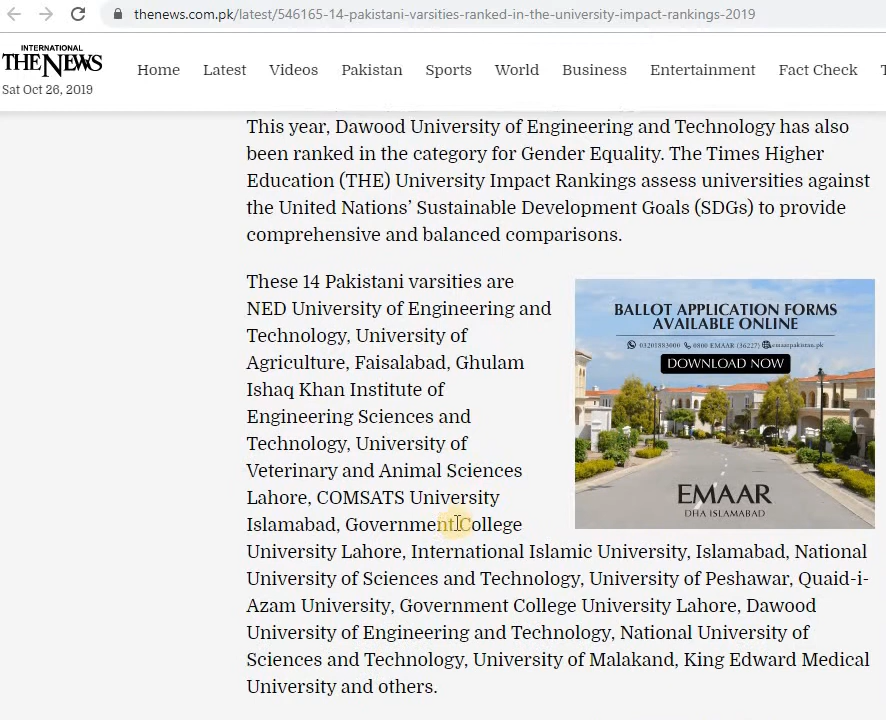 thenews.com.pk/latest/546165-14-pakistani-varsities-ranked-in-the-university-impact-rankings-2019
INTERNATIONAL
THE NEWS
Sat Oct 26, 2019
Home Latest Videos Pakistan Sports World Business Entertainment Fact Check T
This year, Dawood University of Engineering and Technology has also
been ranked in the category for Gender Equality. The Times Higher
Education (THE) University Impact Rankings assess universities against
the United Nations’ Sustainable Development Goals (SDGs) to provide
comprehensive and balanced comparisons.
These 14 Pakistani varsities are
NED University of Engineering and
Technology, University of
Agriculture, Faisalabad, Ghulam
Ishaq Khan Institute of
Engineering Sciences and
Technology, University of
Veterinary and Animal Sciences
Lahore, COMSATS University
Islamabad, Government College
University Lahore, International Islamic University, Islamabad, National
University of Sciences and Technology, University of Peshawar, Quaid-i-
Azam University, Government College University Lahore, Dawood
University of Engineering and Technology, National University of
Sciences and Technology, University of Malakand, King Edward Medical
University and others.
BALLOT APPLICATION FORMS
AVAILABLE ONLINE
03201883000 0800 EMAAR (36227) emaarpakistan.pk
DOWNLOAD NOW
EMAAR
DHA ISLAMABAD